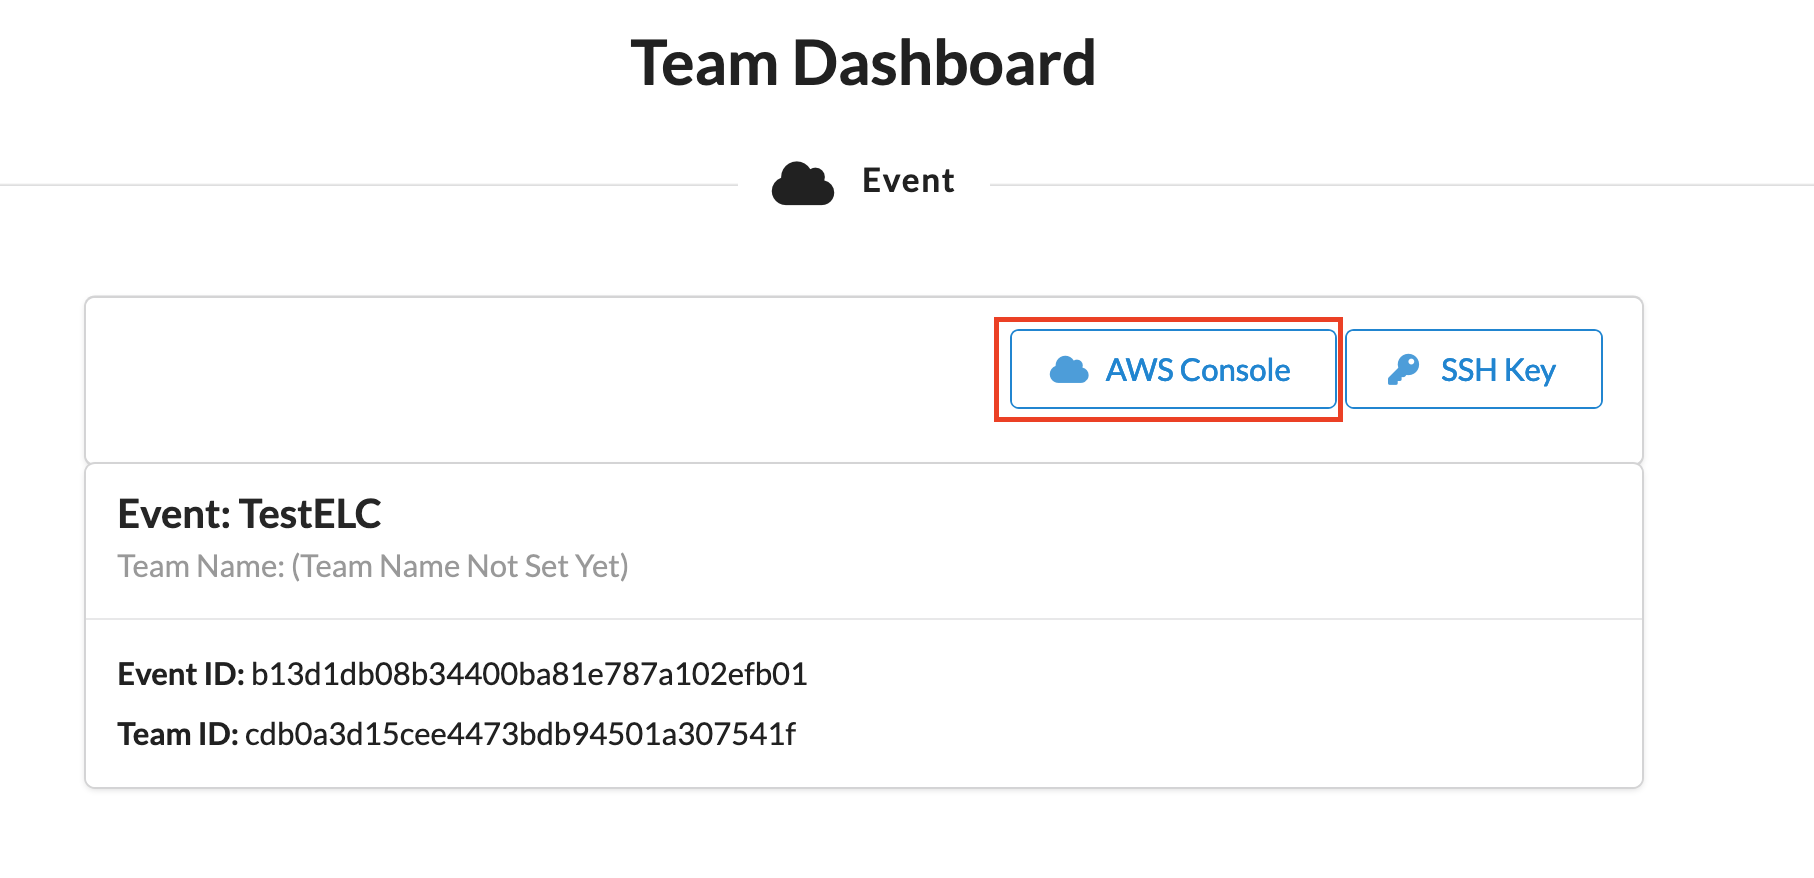 Team Dashboard
Event
AWS Console SSH Key
Event: TestELC
Team Name: (Team Name Not Set Yet)
Event ID: b13d1db08b34400ba81e787a102efb01
Team ID: cdb0a3d15cee4473bdb94501a307541f